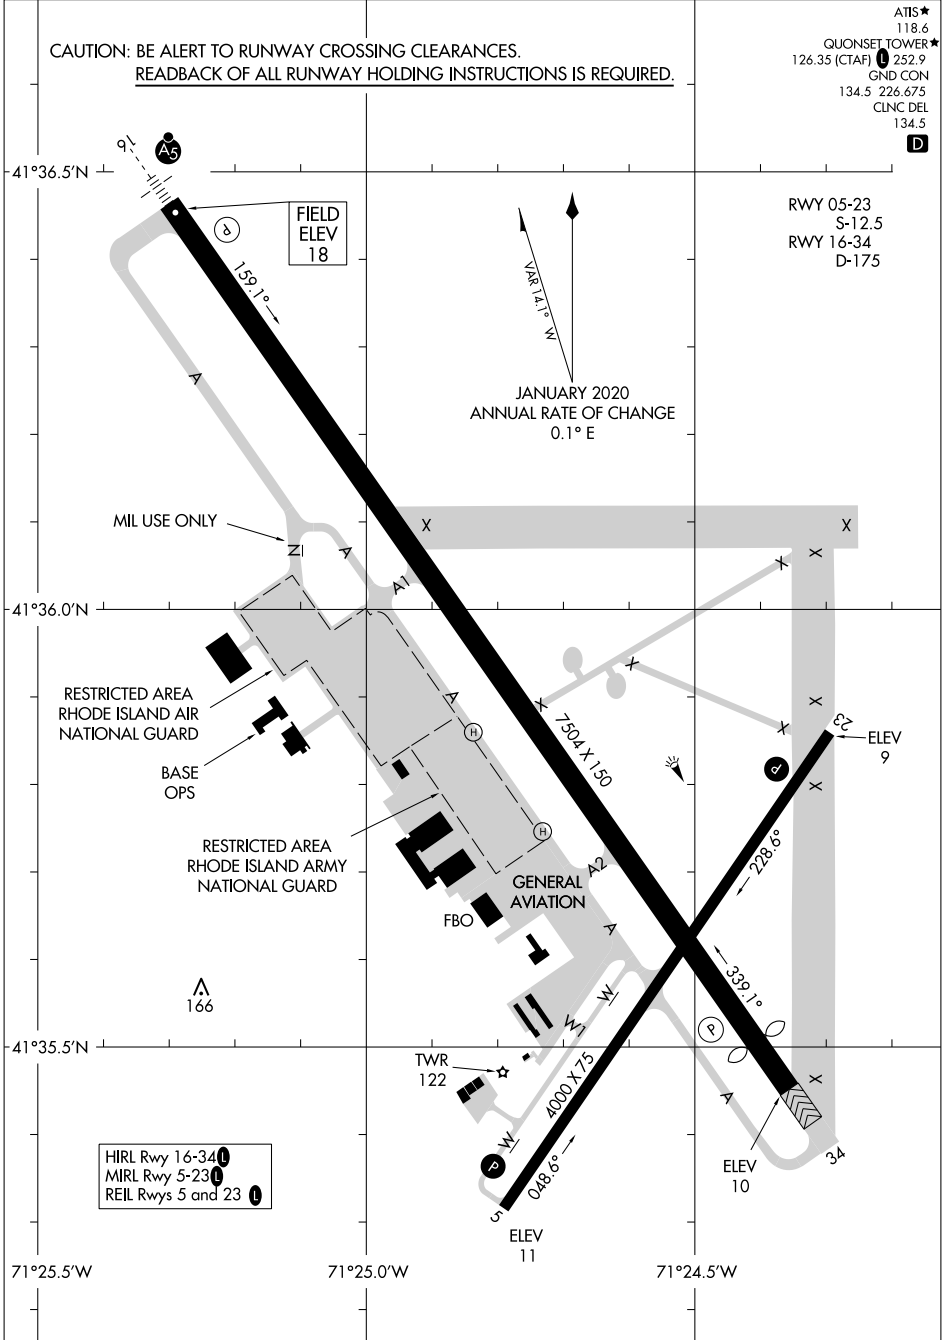 CAUTION: BE ALERT TO RUNWAY CROSSING CLEARANCES.
READBACK OF ALL RUNWAY HOLDING INSTRUCTIONS IS REQUIRED.
ATIS★
118.6
QUONSET TOWER★
126.35 (CTAF) L 252.9
GND CON
134.5 226.675
CLNC DEL
134.5
D
RWY 05-23
S-12.5
RWY 16-34
D-175
16
A5
41°36.5'N
FIELD
ELEV
18
P
159.1°
VAR 14.1° W
JANUARY 2020
ANNUAL RATE OF CHANGE
0.1° E
A
MIL USE ONLY
N
A
A1
X
X
X
X
41°36.0'N
X
X
X
X
X
RESTRICTED AREA
RHODE ISLAND AIR
NATIONAL GUARD
A
H
7504 X 150
23
ELEV
9
P
BASE
OPS
RESTRICTED AREA
RHODE ISLAND ARMY
NATIONAL GUARD
H
A2
228.6°
GENERAL
AVIATION
FBO
A
339.1°
166
W
W1
P
41°35.5'N
TWR
122
4000 X 75
X
A
W
P
048.6°
34
ELEV
10
5
ELEV
11
HIRL Rwy 16-34 L
MIRL Rwy 5-23 L
REIL Rwys 5 and 23 L
71°25.5'W
71°25.0'W
71°24.5'W